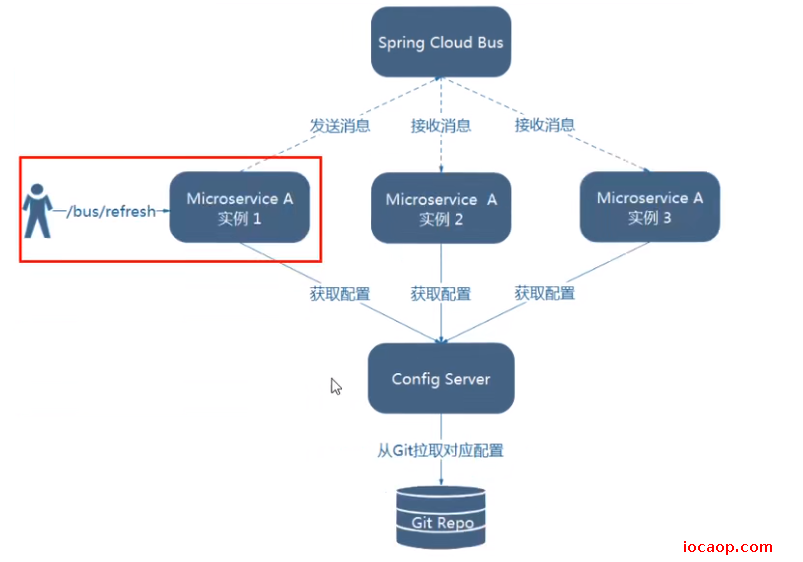 Spring Cloud Bus
发送消息
接收消息
接收消息
/bus/refresh
Microservice A
实例 1
Microservice A
实例 2
Microservice A
实例 3
获取配置
获取配置
获取配置
Config Server
从Git拉取对应配置
Git Repo
iocaop.com